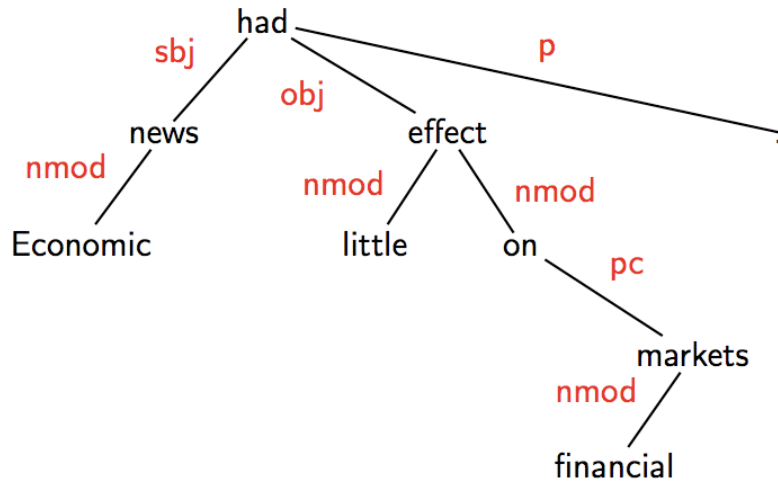 had
sbj
p
obj
news
effect
.
nmod
nmod
nmod
Economic
little
on
pc
markets
nmod
financial